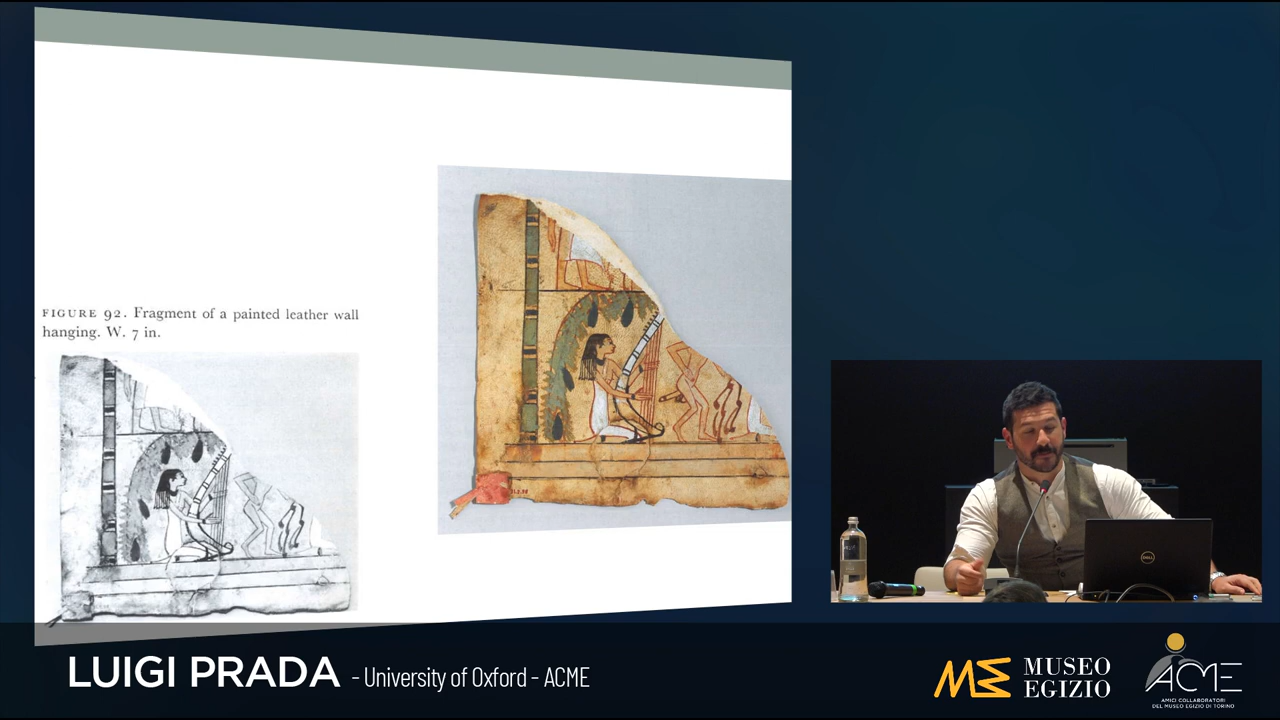 FIGURE 92. Fragment of a painted leather wall
hanging. W. 7 in.
DELL
LUIGI PRADA - University of Oxford - ACME
MUSEO
EGIZIO
ACME
AMICI COLLABORATORI
DEL MUSEO EGIZIO DI TORINO